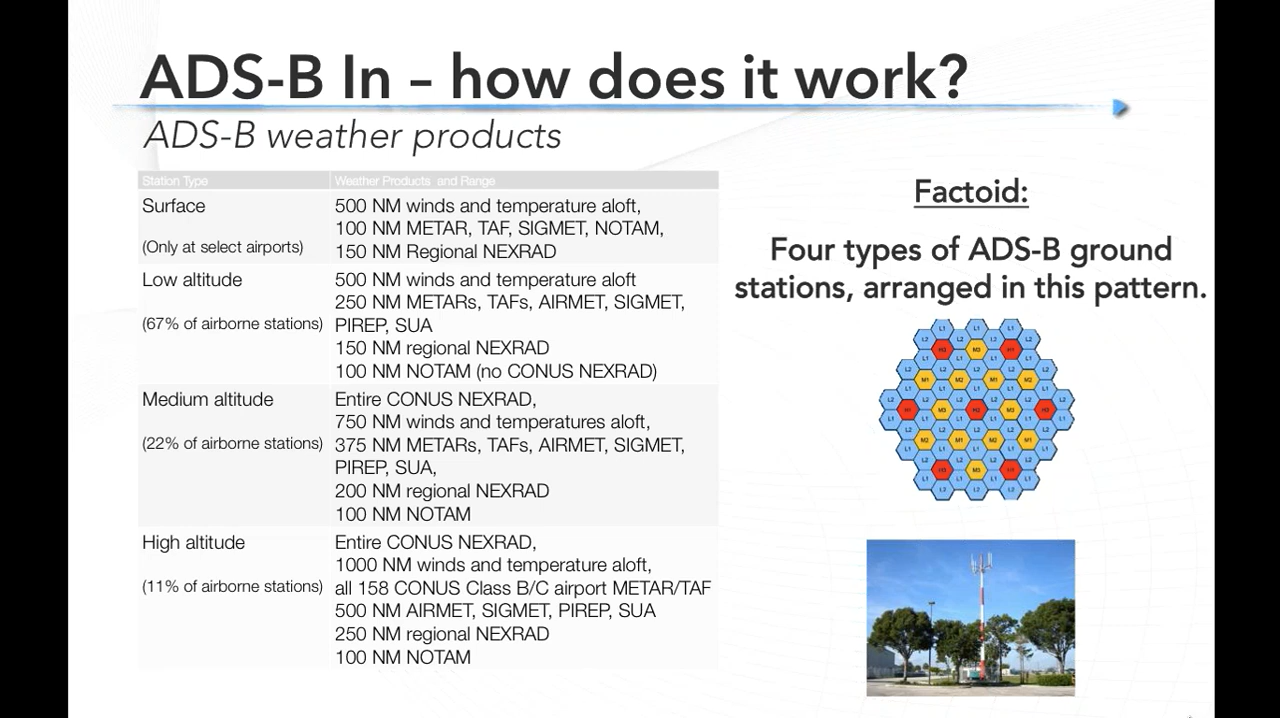 ADS-B In – how does it work?
ADS-B weather products
Station Type
Weather Products and Range
Surface
(Only at select airports)
500 NM winds and temperature aloft,
100 NM METAR, TAF, SIGMET, NOTAM,
150 NM Regional NEXRAD
Low altitude
(67% of airborne stations)
500 NM winds and temperature aloft
250 NM METARs, TAFs, AIRMET, SIGMET,
PIREP, SUA
150 NM regional NEXRAD
100 NM NOTAM (no CONUS NEXRAD)
Medium altitude
(22% of airborne stations)
Entire CONUS NEXRAD,
750 NM winds and temperatures aloft,
375 NM METARs, TAFs, AIRMET, SIGMET,
PIREP, SUA,
200 NM regional NEXRAD
100 NM NOTAM
High altitude
(11% of airborne stations)
Entire CONUS NEXRAD,
1000 NM winds and temperature aloft,
all 158 CONUS Class B/C airport METAR/TAF
500 NM AIRMET, SIGMET, PIREP, SUA
250 NM regional NEXRAD
100 NM NOTAM
Factoid:
Four types of ADS-B ground
stations, arranged in this pattern.